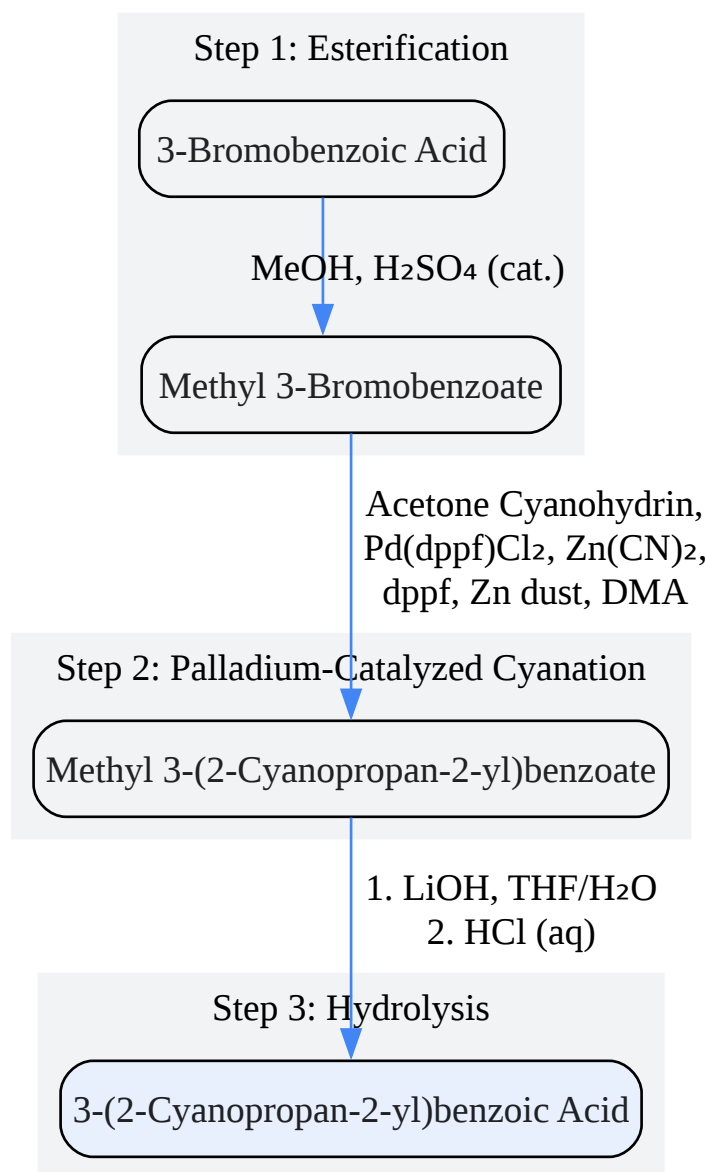 Step 1: Esterification
3-Bromobenzoic Acid
MeOH, H₂SO₄ (cat.)
Methyl 3-Bromobenzoate
Acetone Cyanohydrin,
Pd(dppf)Cl₂, Zn(CN)₂,
dppf, Zn dust, DMA
Step 2: Palladium-Catalyzed Cyanation
Methyl 3-(2-Cyanopropan-2-yl)benzoate
1. LiOH, THF/H₂O
2. HCl (aq)
Step 3: Hydrolysis
3-(2-Cyanopropan-2-yl)benzoic Acid